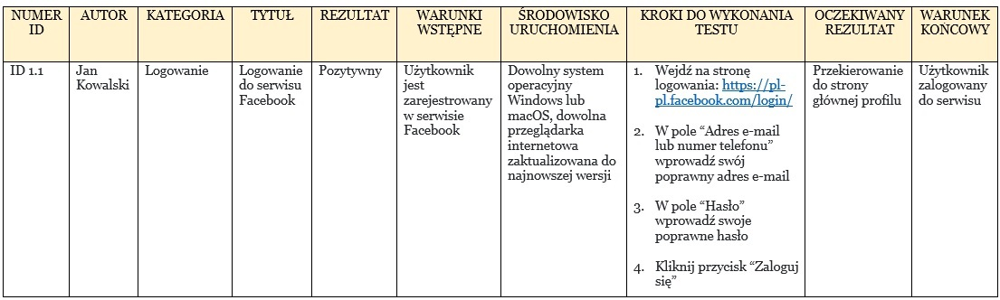 NUMER ID
AUTOR
KATEGORIA
TYTUŁ
REZULTAT
WARUNKI WSTĘPNE
ŚRODOWISKO URUCHOMIENIA
KROKI DO WYKONANIA TESTU
OCZEKIWANY REZULTAT
WARUNEK KONCOWY
ID 1.1
Jan
Kowalski
Logowanie
Logowanie
do serwisu
Facebook
Pozytywny
Użytkownik
jest
zarejestrowany
w serwisie
Facebook
Dowolny system
operacyjny
Windows lub
macOS, dowolna
przeglądarka
internetowa
zaktualizowana do
najnowszej wersji
1. Wejdź na stronę
logowania: https://pl-
pl.facebook.com/login/
2. W pole “Adres e-mail
lub numer telefonu”
wprowadź swój
poprawny adres e-mail
3. W pole “Hasło”
wprowadź swoje
poprawne hasło
4. Kliknij przycisk “Zaloguj
się”
Przekierowanie
do strony
głównej profilu
Użytkownik
zalogowany
do serwisu